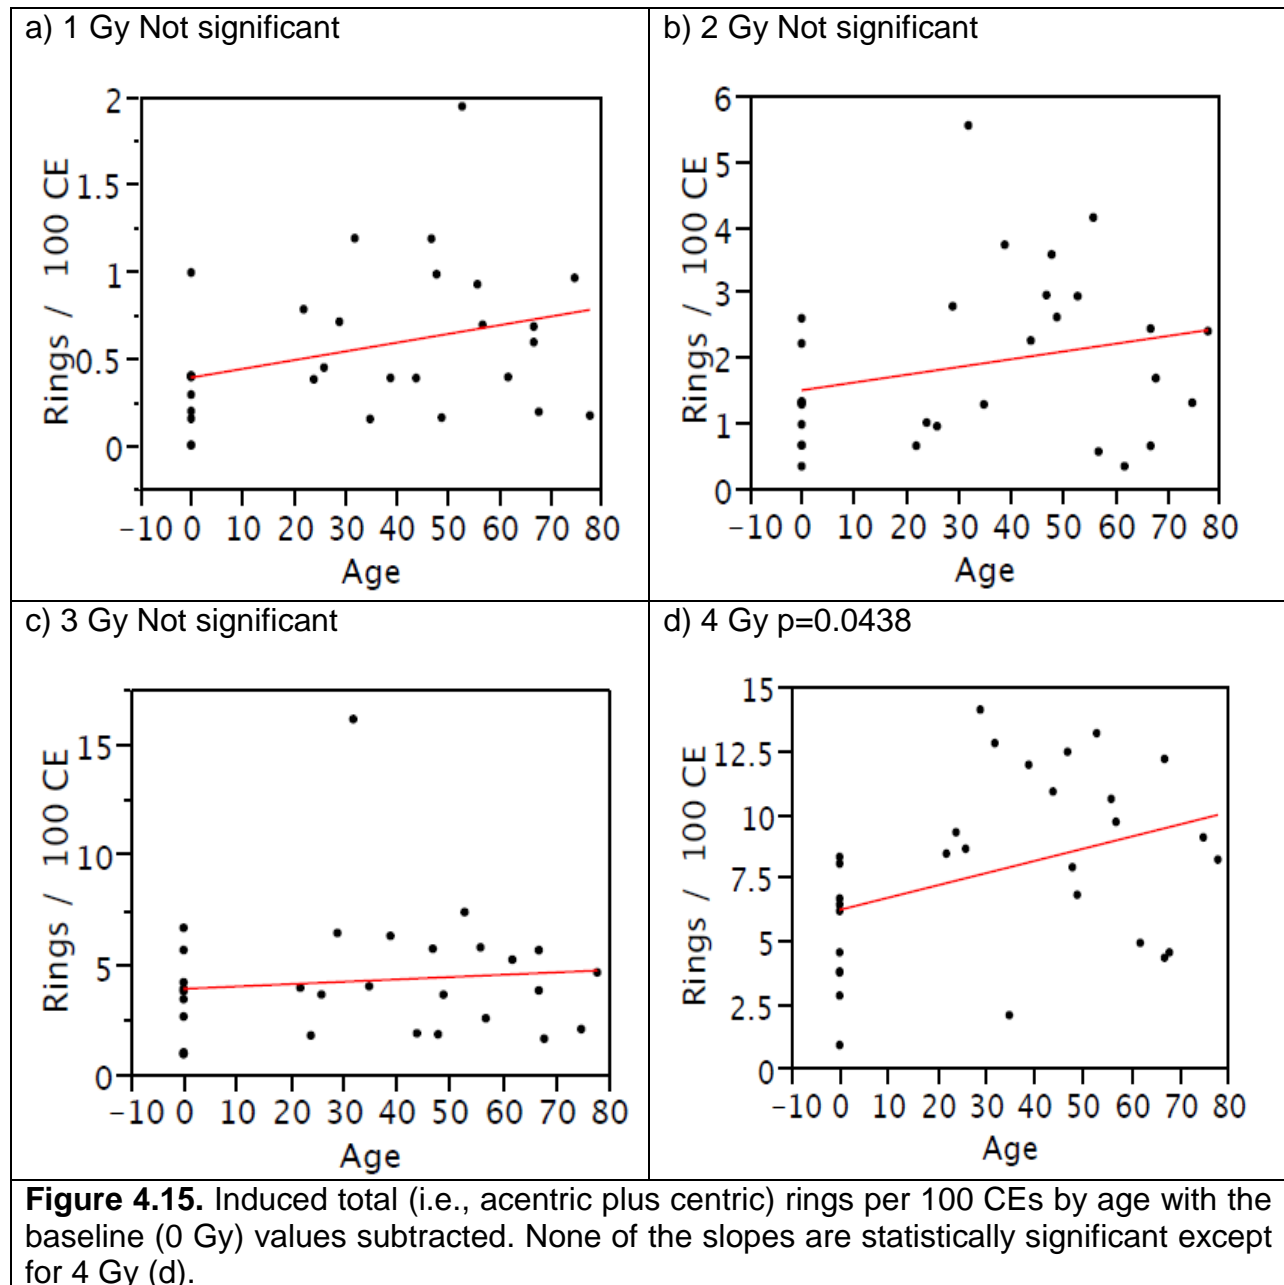 a) 1 Gy Not significant
2
1.5
1
0.5
0
Rings / 100 CE
−10 0 10 20 30 40 50 60 70 80
Age
b) 2 Gy Not significant
6
5
4
3
2
1
0
Rings / 100 CE
−10 0 10 20 30 40 50 60 70 80
Age
c) 3 Gy Not significant
15
10
5
0
Rings / 100 CE
−10 0 10 20 30 40 50 60 70 80
Age
d) 4 Gy p=0.0438
15
12.5
10
7.5
5
2.5
0
Rings / 100 CE
−10 0 10 20 30 40 50 60 70 80
Age
Figure 4.15. Induced total (i.e., acentric plus centric) rings per 100 CEs by age with the
baseline (0 Gy) values subtracted. None of the slopes are statistically significant except
for 4 Gy (d).